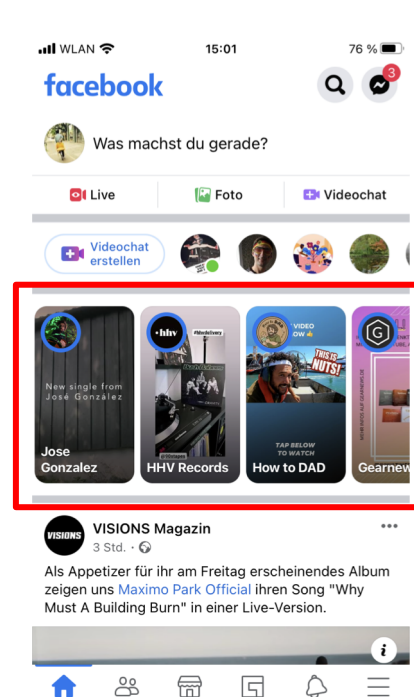 WLAN
15:01
76 %
facebook
3
Was machst du gerade?
Live
Foto
Videochat
Videochat
erstellen
New single from
José González
Jose
Gonzalez
hhv
HHV Records
VIDEO
THIS IS
NUTS!
TAP BELOW
TO WATCH
How to DAD
G
Gearnew
VISIONS
VISIONS Magazin
3 Std. ·
Als Appetizer für ihr am Freitag erscheinendes Album
zeigen uns Maximo Park Official ihren Song "Why
Must A Building Burn" in einer Live-Version.
i